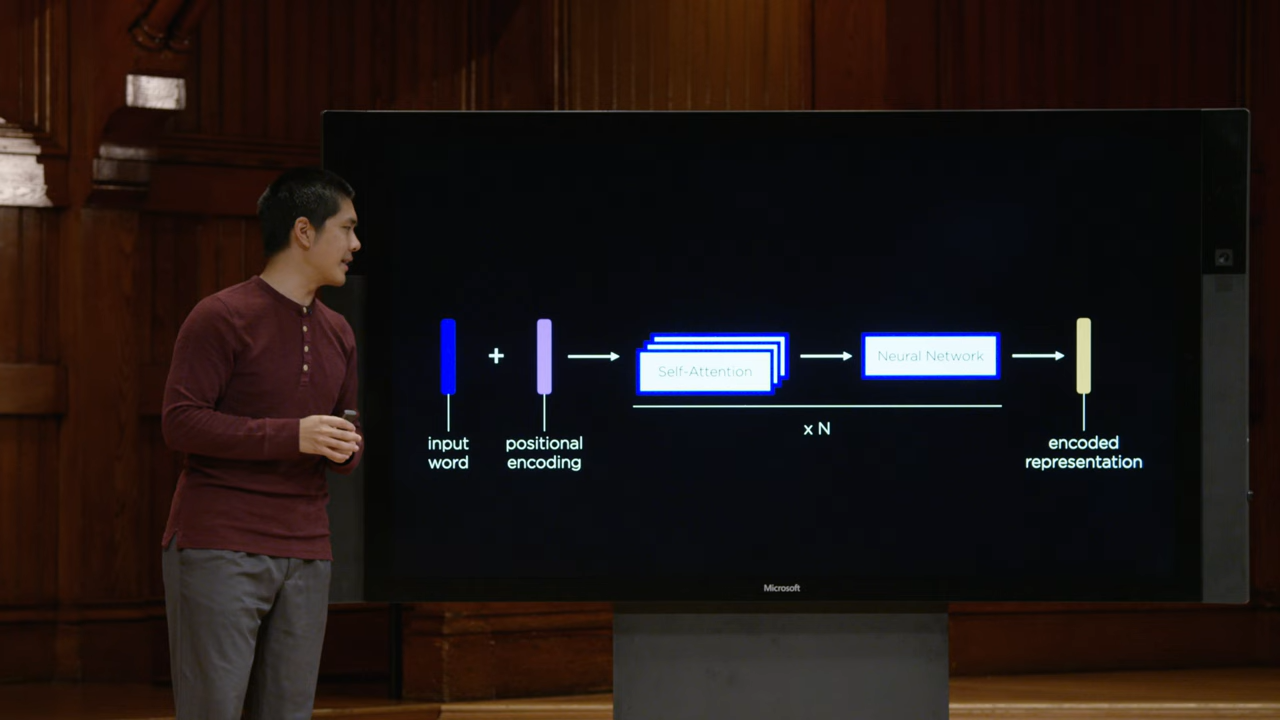 +
Self-Attention
Neural Network
x N
input
word
positional
encoding
encoded
representation
Microsoft